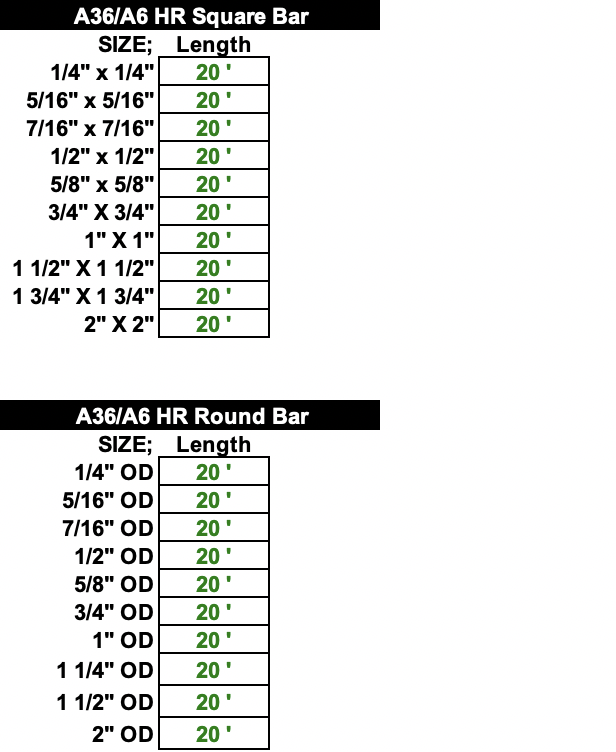 A36/A6 HR Square Bar
SIZE; Length
1/4" x 1/4" 20 '
5/16" x 5/16" 20 '
7/16" x 7/16" 20 '
1/2" x 1/2" 20 '
5/8" x 5/8" 20 '
3/4" X 3/4" 20 '
1" X 1" 20 '
1 1/2" X 1 1/2" 20 '
1 3/4" X 1 3/4" 20 '
2" X 2" 20 '
A36/A6 HR Round Bar
SIZE; Length
1/4" OD 20 '
5/16" OD 20 '
7/16" OD 20 '
1/2" OD 20 '
5/8" OD 20 '
3/4" OD 20 '
1" OD 20 '
1 1/4" OD 20 '
1 1/2" OD 20 '
2" OD 20 '